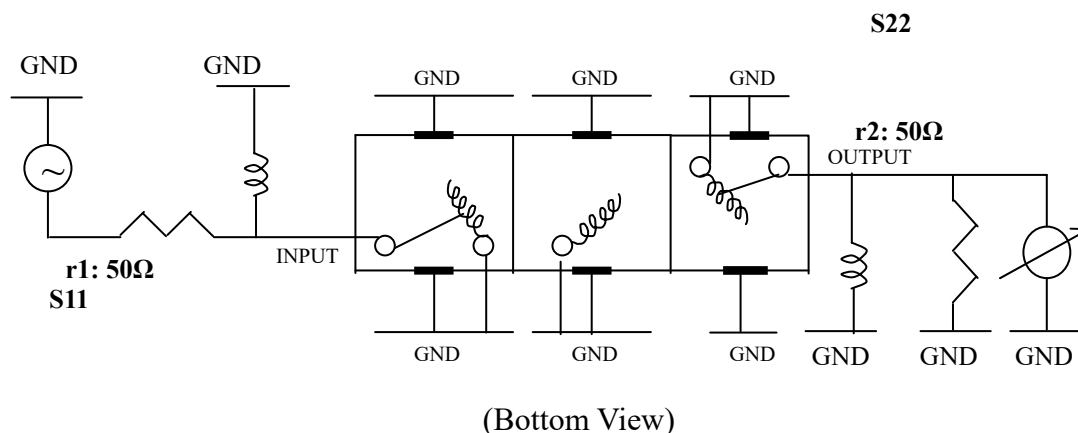 S22
GND
GND
GND
GND
GND
r2: 50Ω
OUTPUT
INPUT
r1: 50Ω
S11
GND
GND
GND
GND
GND
GND
(Bottom View)